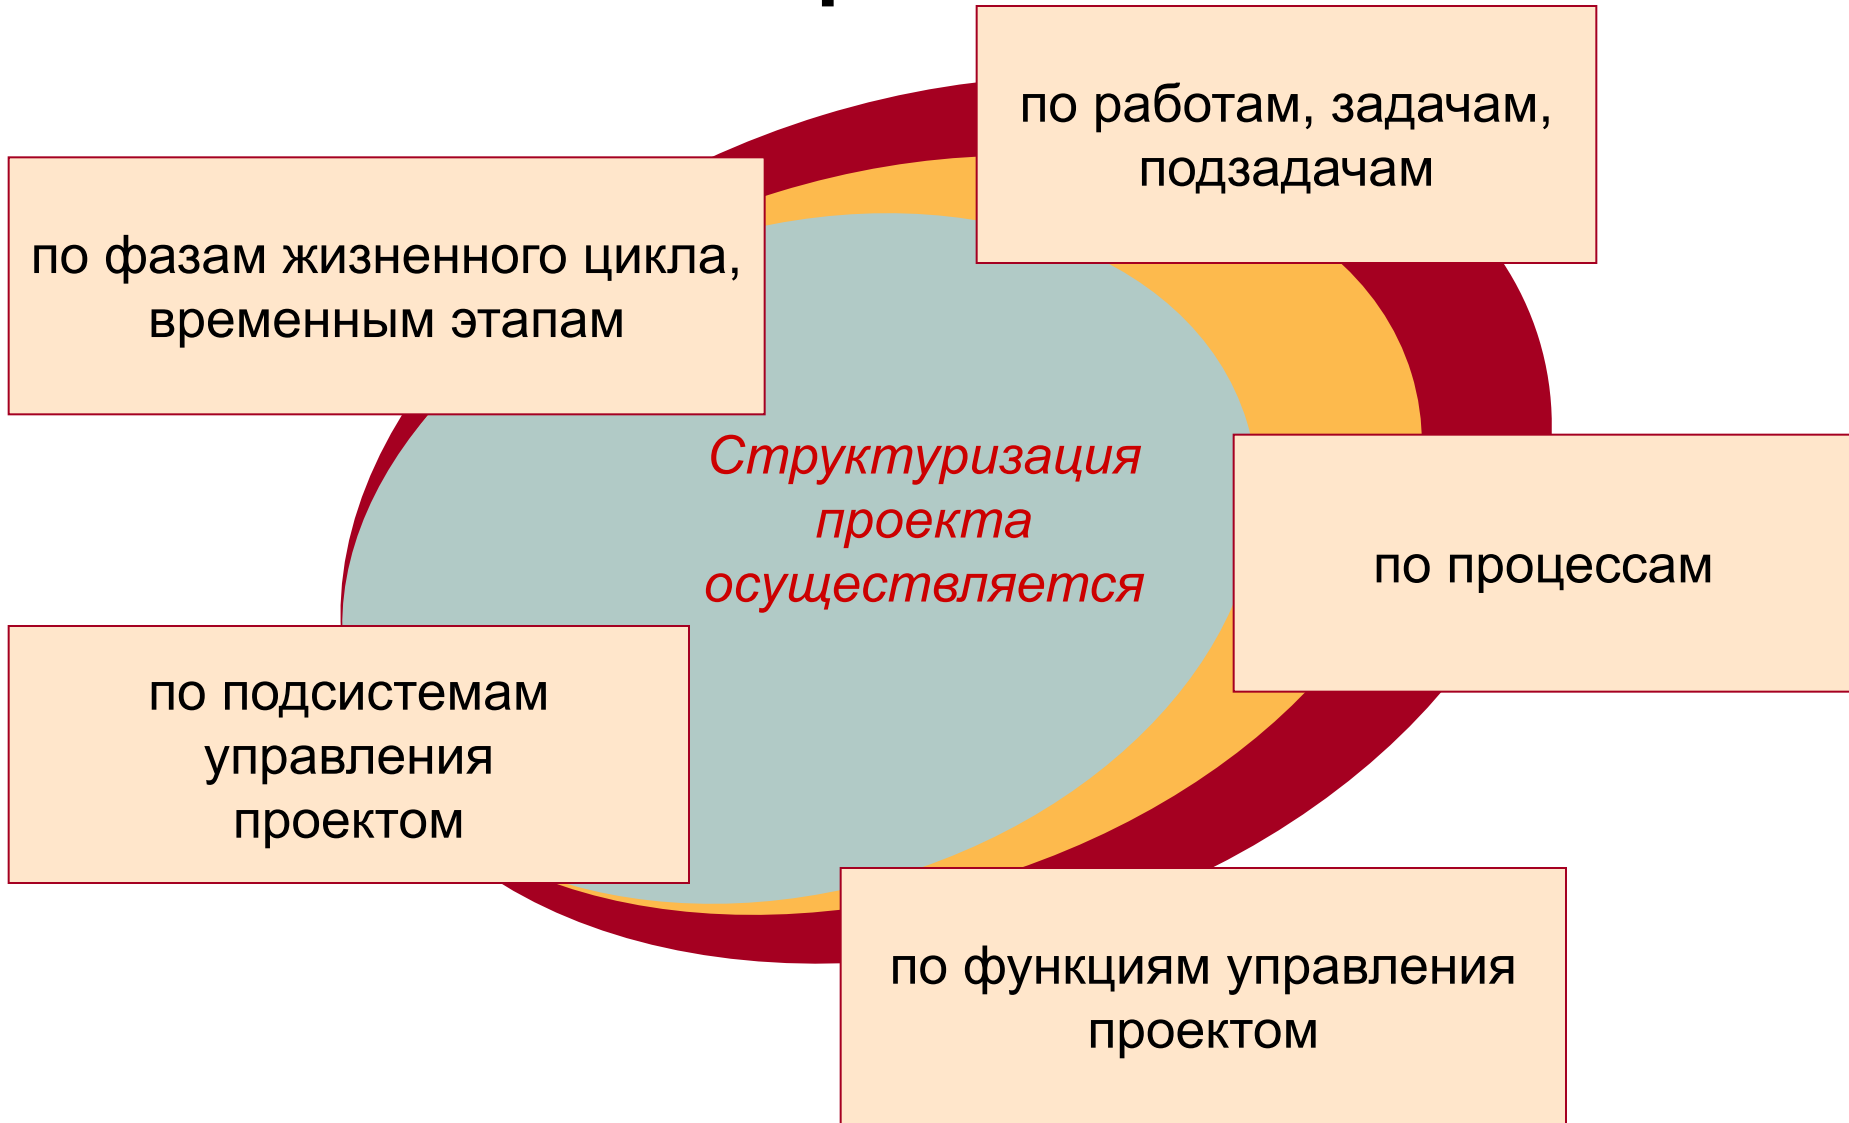 по работам, задачам,
подзадачам
по фазам жизненного цикла,
временным этапам
Структуризация
проекта
осуществляется
по процессам
по подсистемам
управления
проектом
по функциям управления
проектом